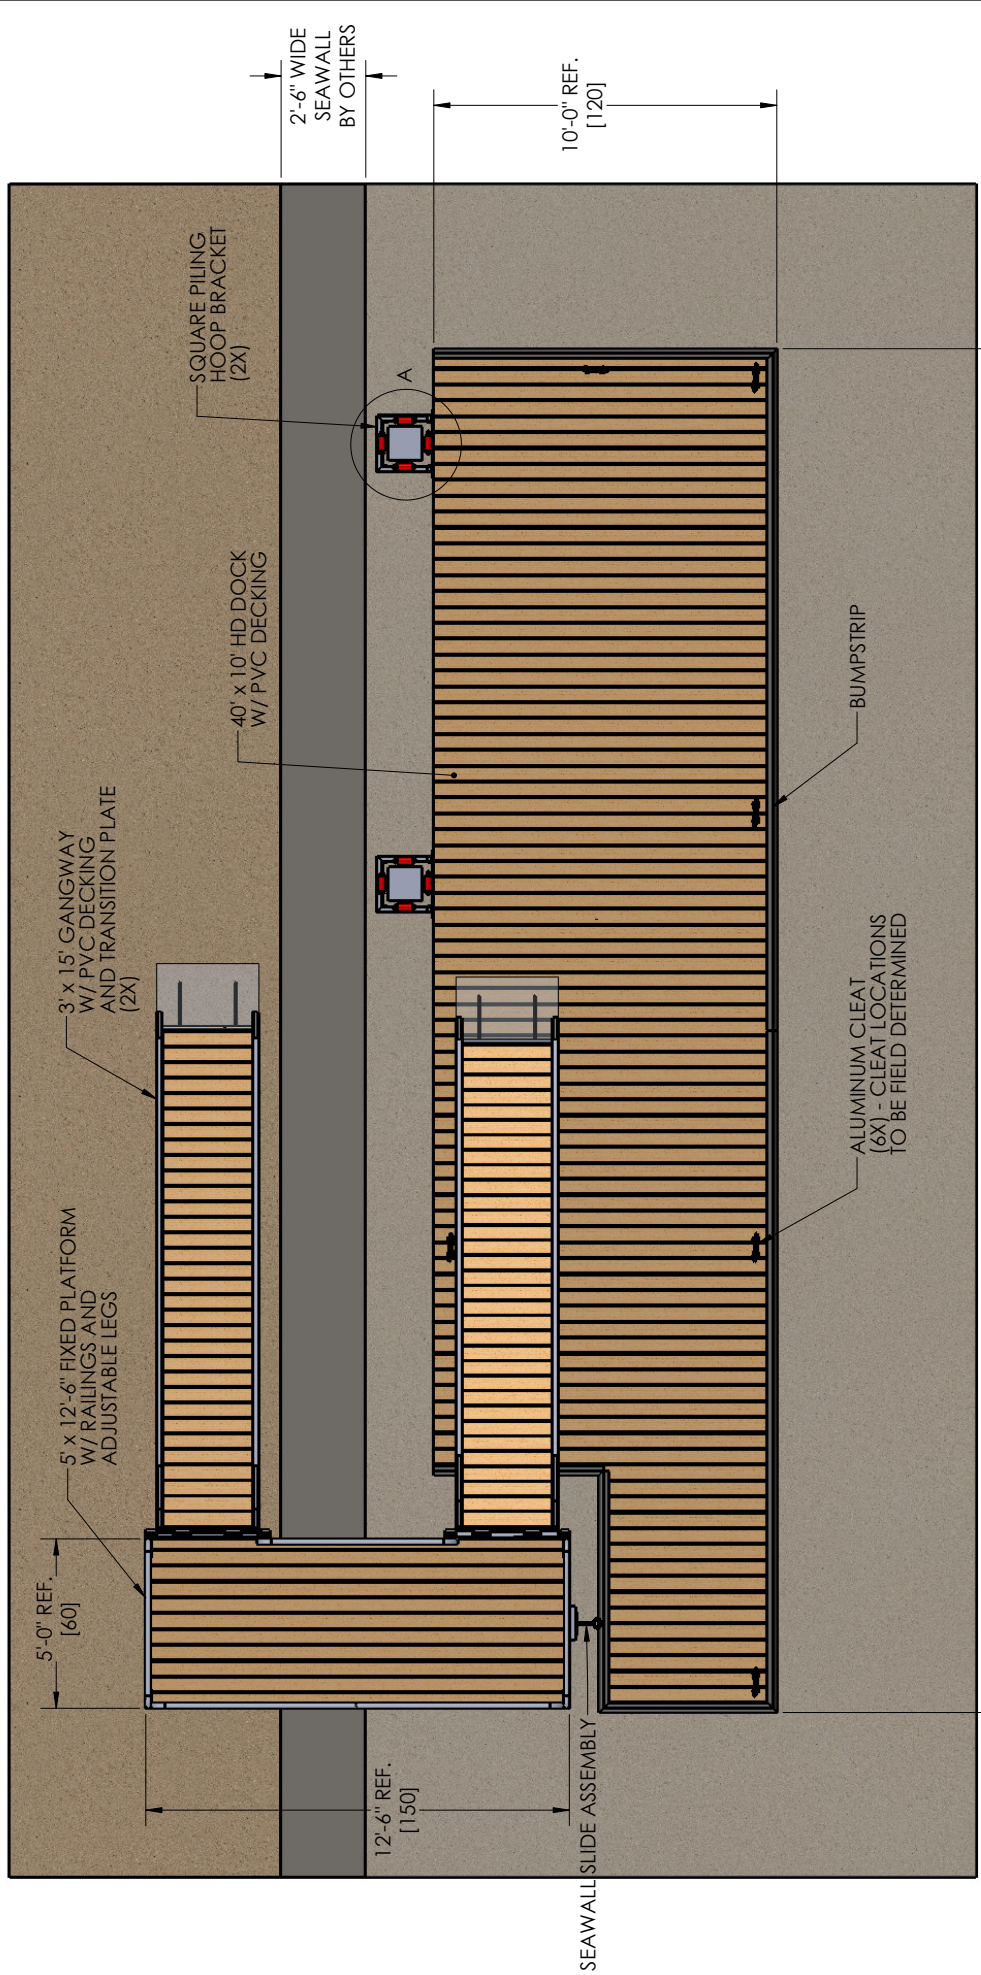 5' x 12'-6" FIXED PLATFORM
W/ RAILINGS AND
ADJUSTABLE LEGS
3' x 15' GANGWAY
W/ PVC DECKING
AND TRANSITION PLATE
(2X)
40' x 10' HD DOCK
W/ PVC DECKING
SQUARE PILING
HOOP BRACKET
(2X)
A
2'-6" WIDE
SEAWALL
BY OTHERS
10'-0" REF.
[120]
5'-0" REF.
[60]
12'-6" REF.
[150]
SEAWALL SLIDE ASSEMBLY
ALUMINUM CLEAT
(6X) - CLEAT LOCATIONS
TO BE FIELD DETERMINED
BUMPSTRIP